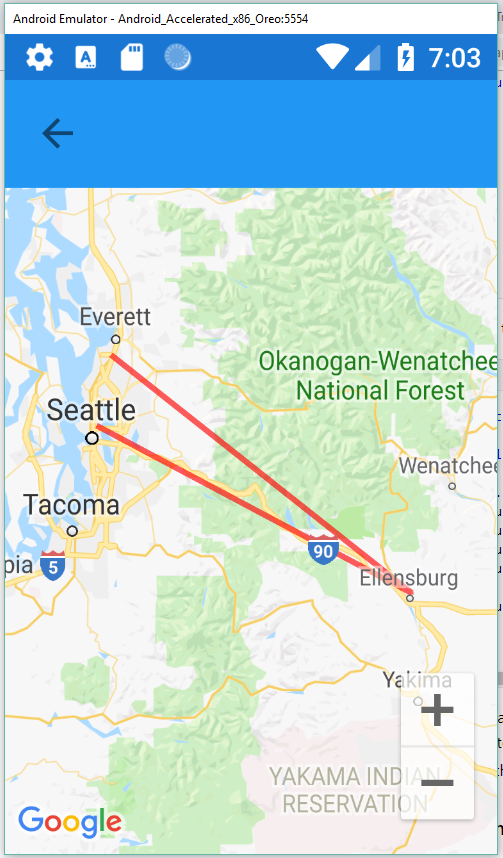 Android Emulator - Android_Accelerated_x86_Oreo:5554
A
7:03
Everett
Okanogan-Wenatchee
National Forest
Seattle
Wenatchee
Tacoma
90
pia
5
Ellensburg
Yakima
+
−
YAKAMA INDIAN
RESERVATION
Google